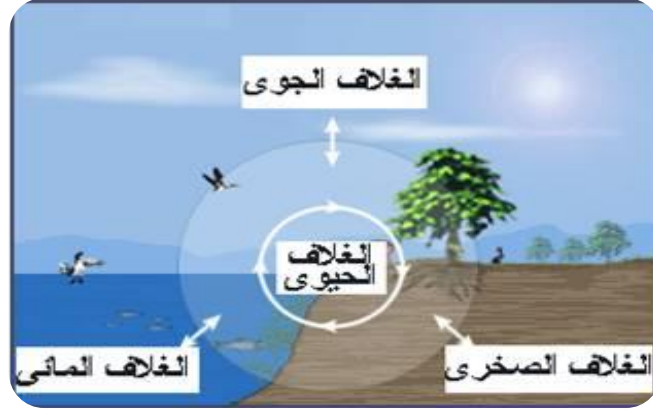 الغلاف الجوى
الغلاف
الحيوى
الغلاف المائى
الغلاف الصخرى